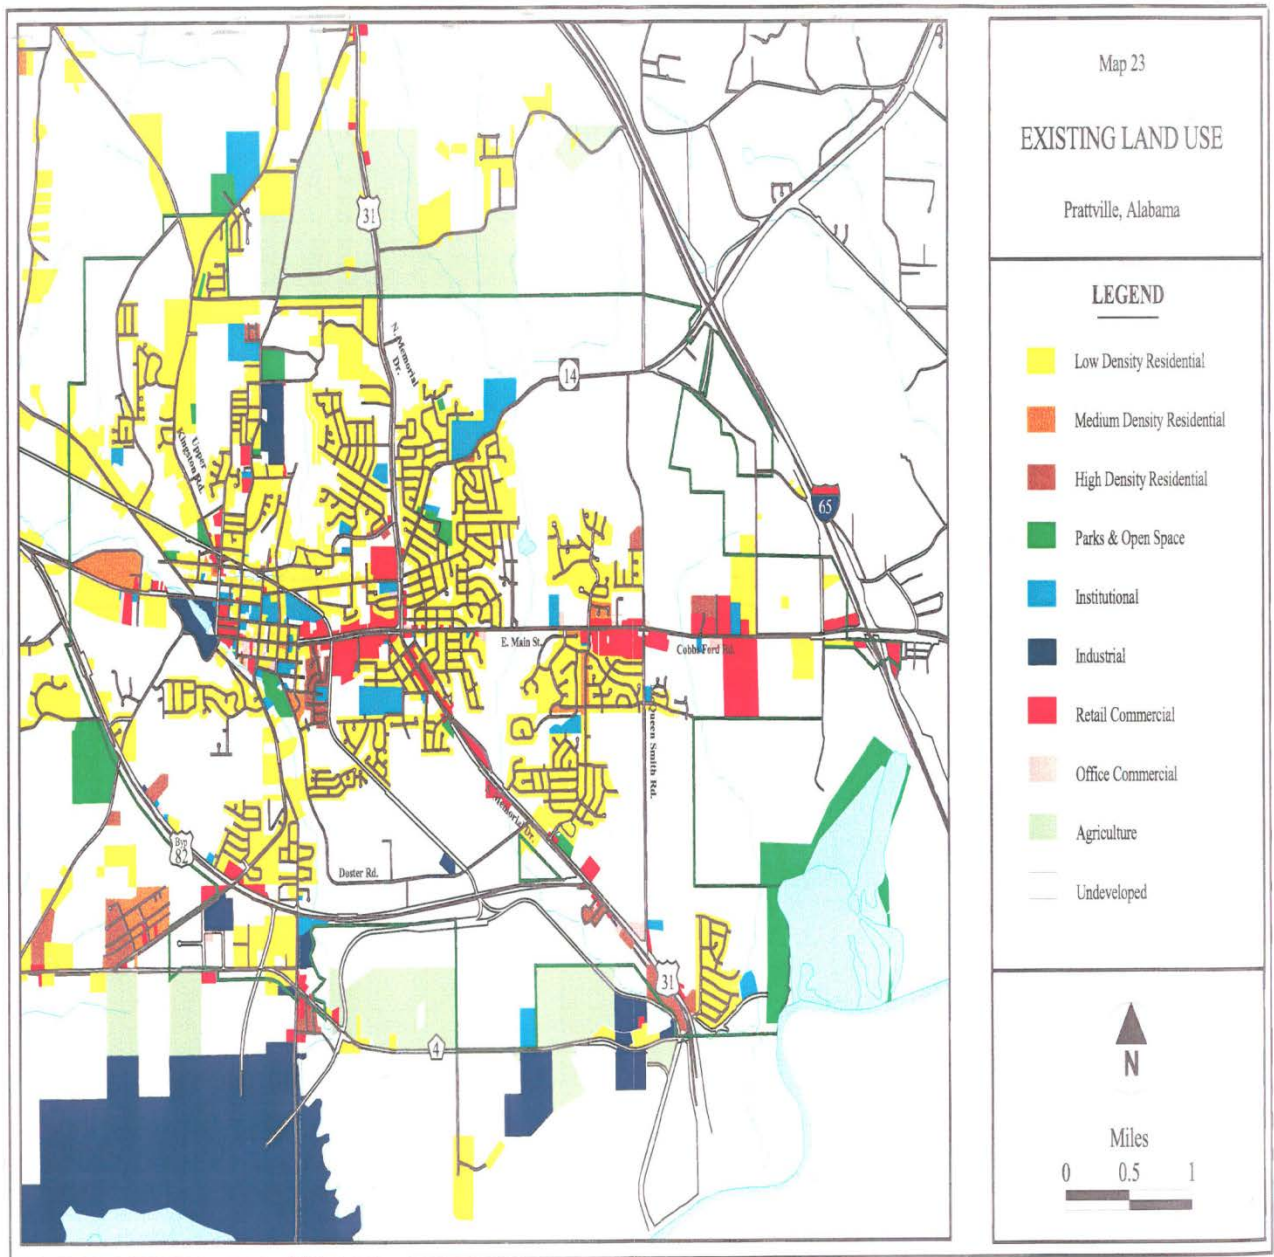 Map 23
EXISTING LAND USE
Prattville, Alabama
LEGEND
Low Density Residential
Medium Density Residential
High Density Residential
Parks & Open Space
Institutional
Industrial
Retail Commercial
Office Commercial
Agriculture
Undeveloped
N
Miles
0 0.5 1
31
N. Memorial
Dr.
14
Upper
Kingston Rd.
65
E. Main St.
Cobbs Ford Rd.
Queen Smith Rd.
Memorial Dr.
Byp
82
Doster Rd.
31
4